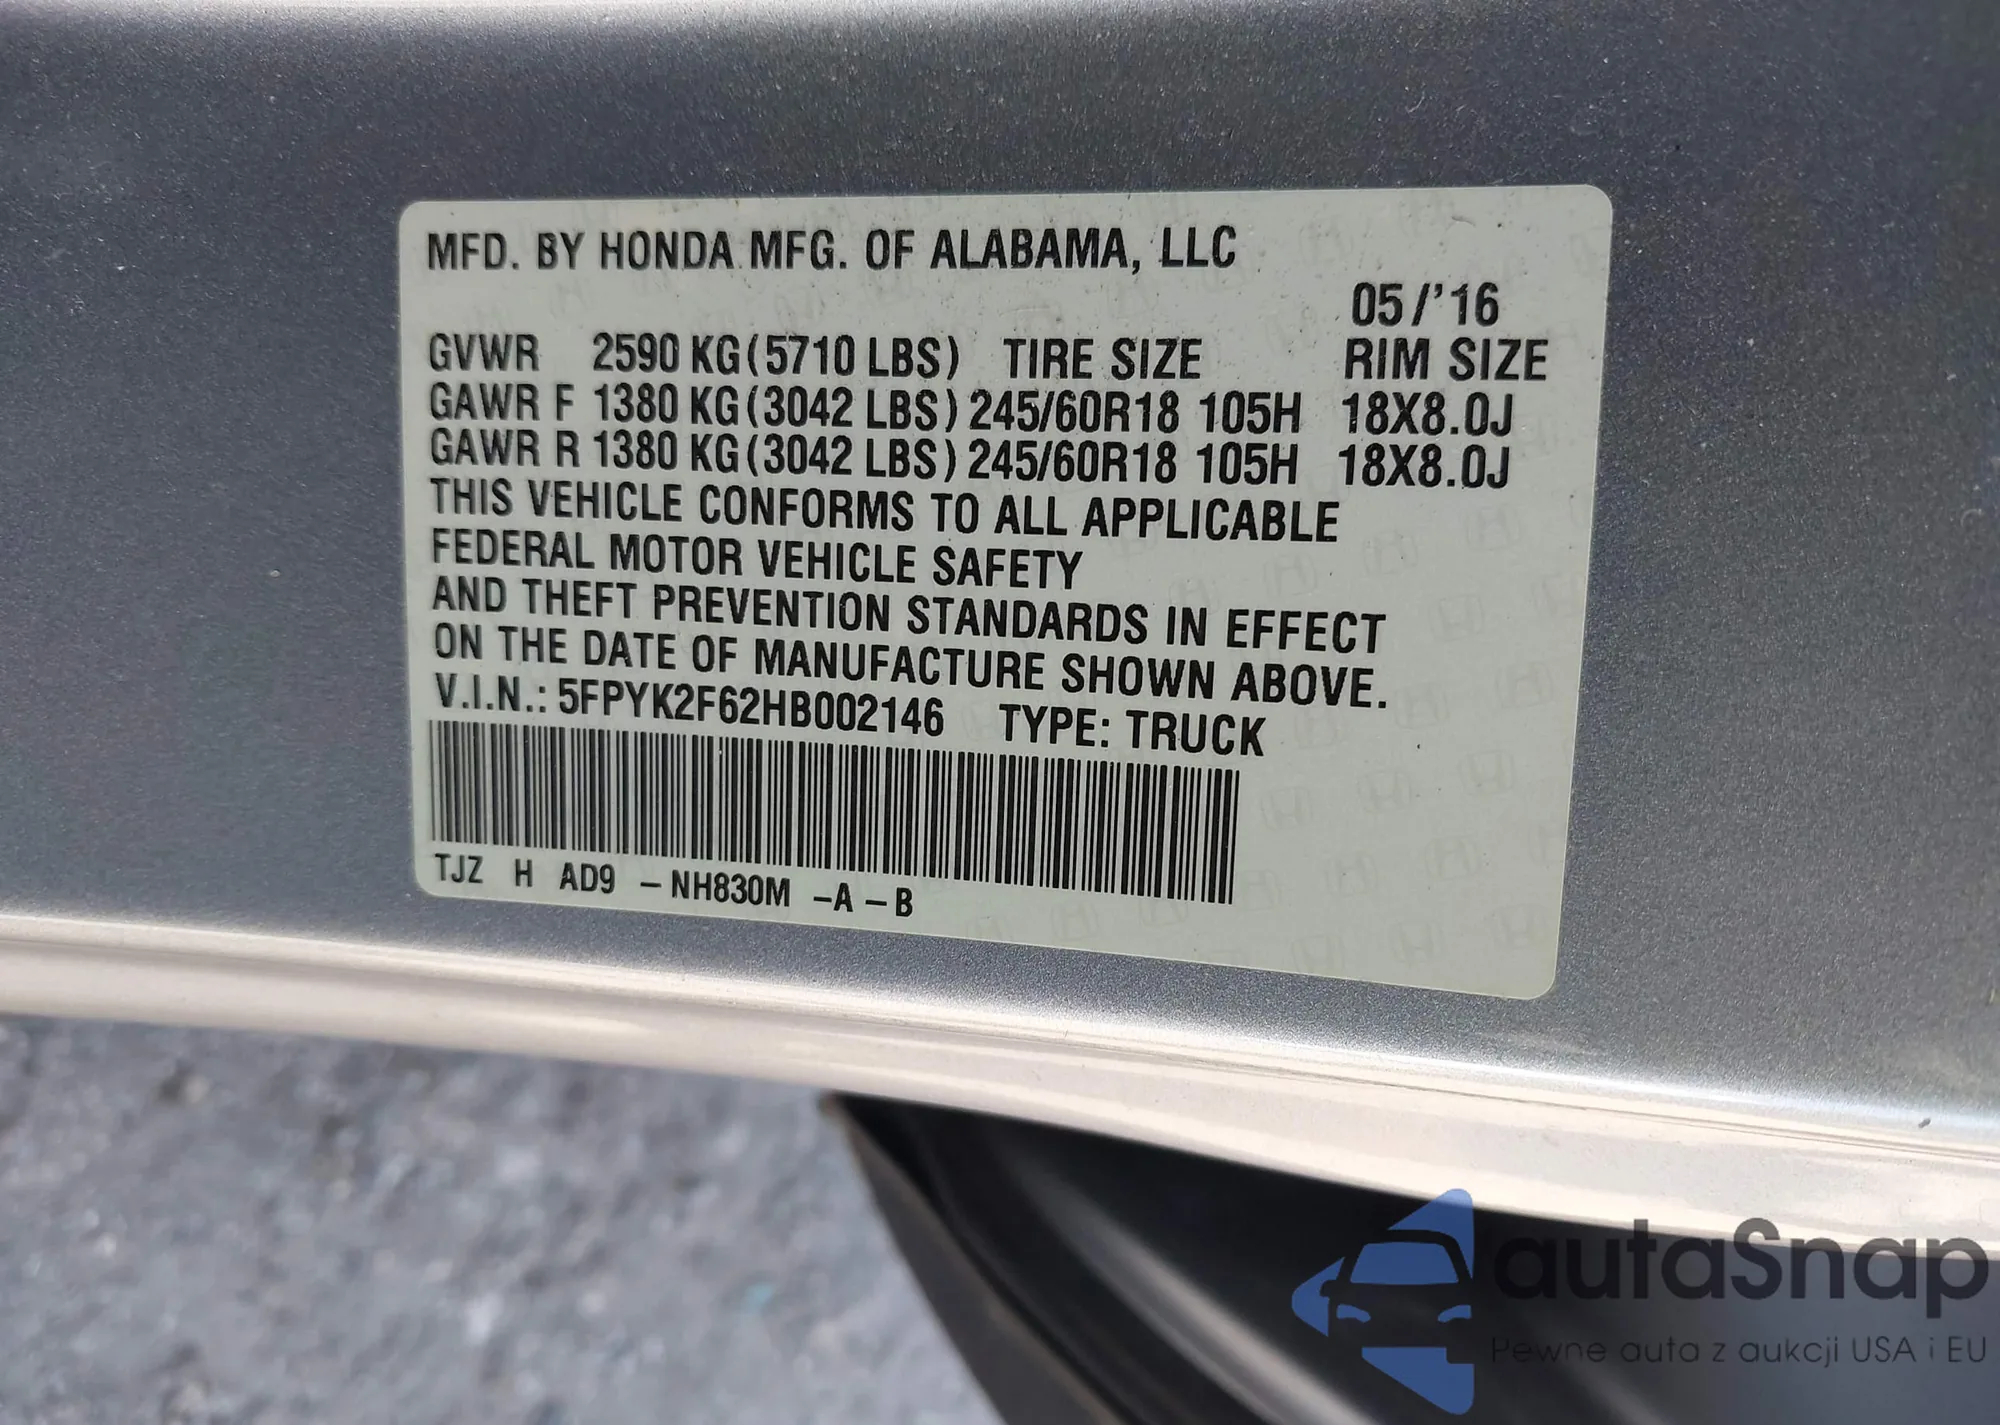 MFD. BY HONDA MFG. OF ALABAMA, LLC
05/'16
GVWR 2590 KG(5710 LBS) TIRE SIZE RIM SIZE
GAWR F 1380 KG(3042 LBS) 245/60R18 105H 18X8.0J
GAWR R 1380 KG(3042 LBS) 245/60R18 105H 18X8.0J
THIS VEHICLE CONFORMS TO ALL APPLICABLE
FEDERAL MOTOR VEHICLE SAFETY
AND THEFT PREVENTION STANDARDS IN EFFECT
ON THE DATE OF MANUFACTURE SHOWN ABOVE.
V.I.N.: 5FPYK2F62HB002146 TYPE: TRUCK
TJZ H AD9 -NH830M -A-B
autaSnap
Pewne auta z aukcji USA i EU